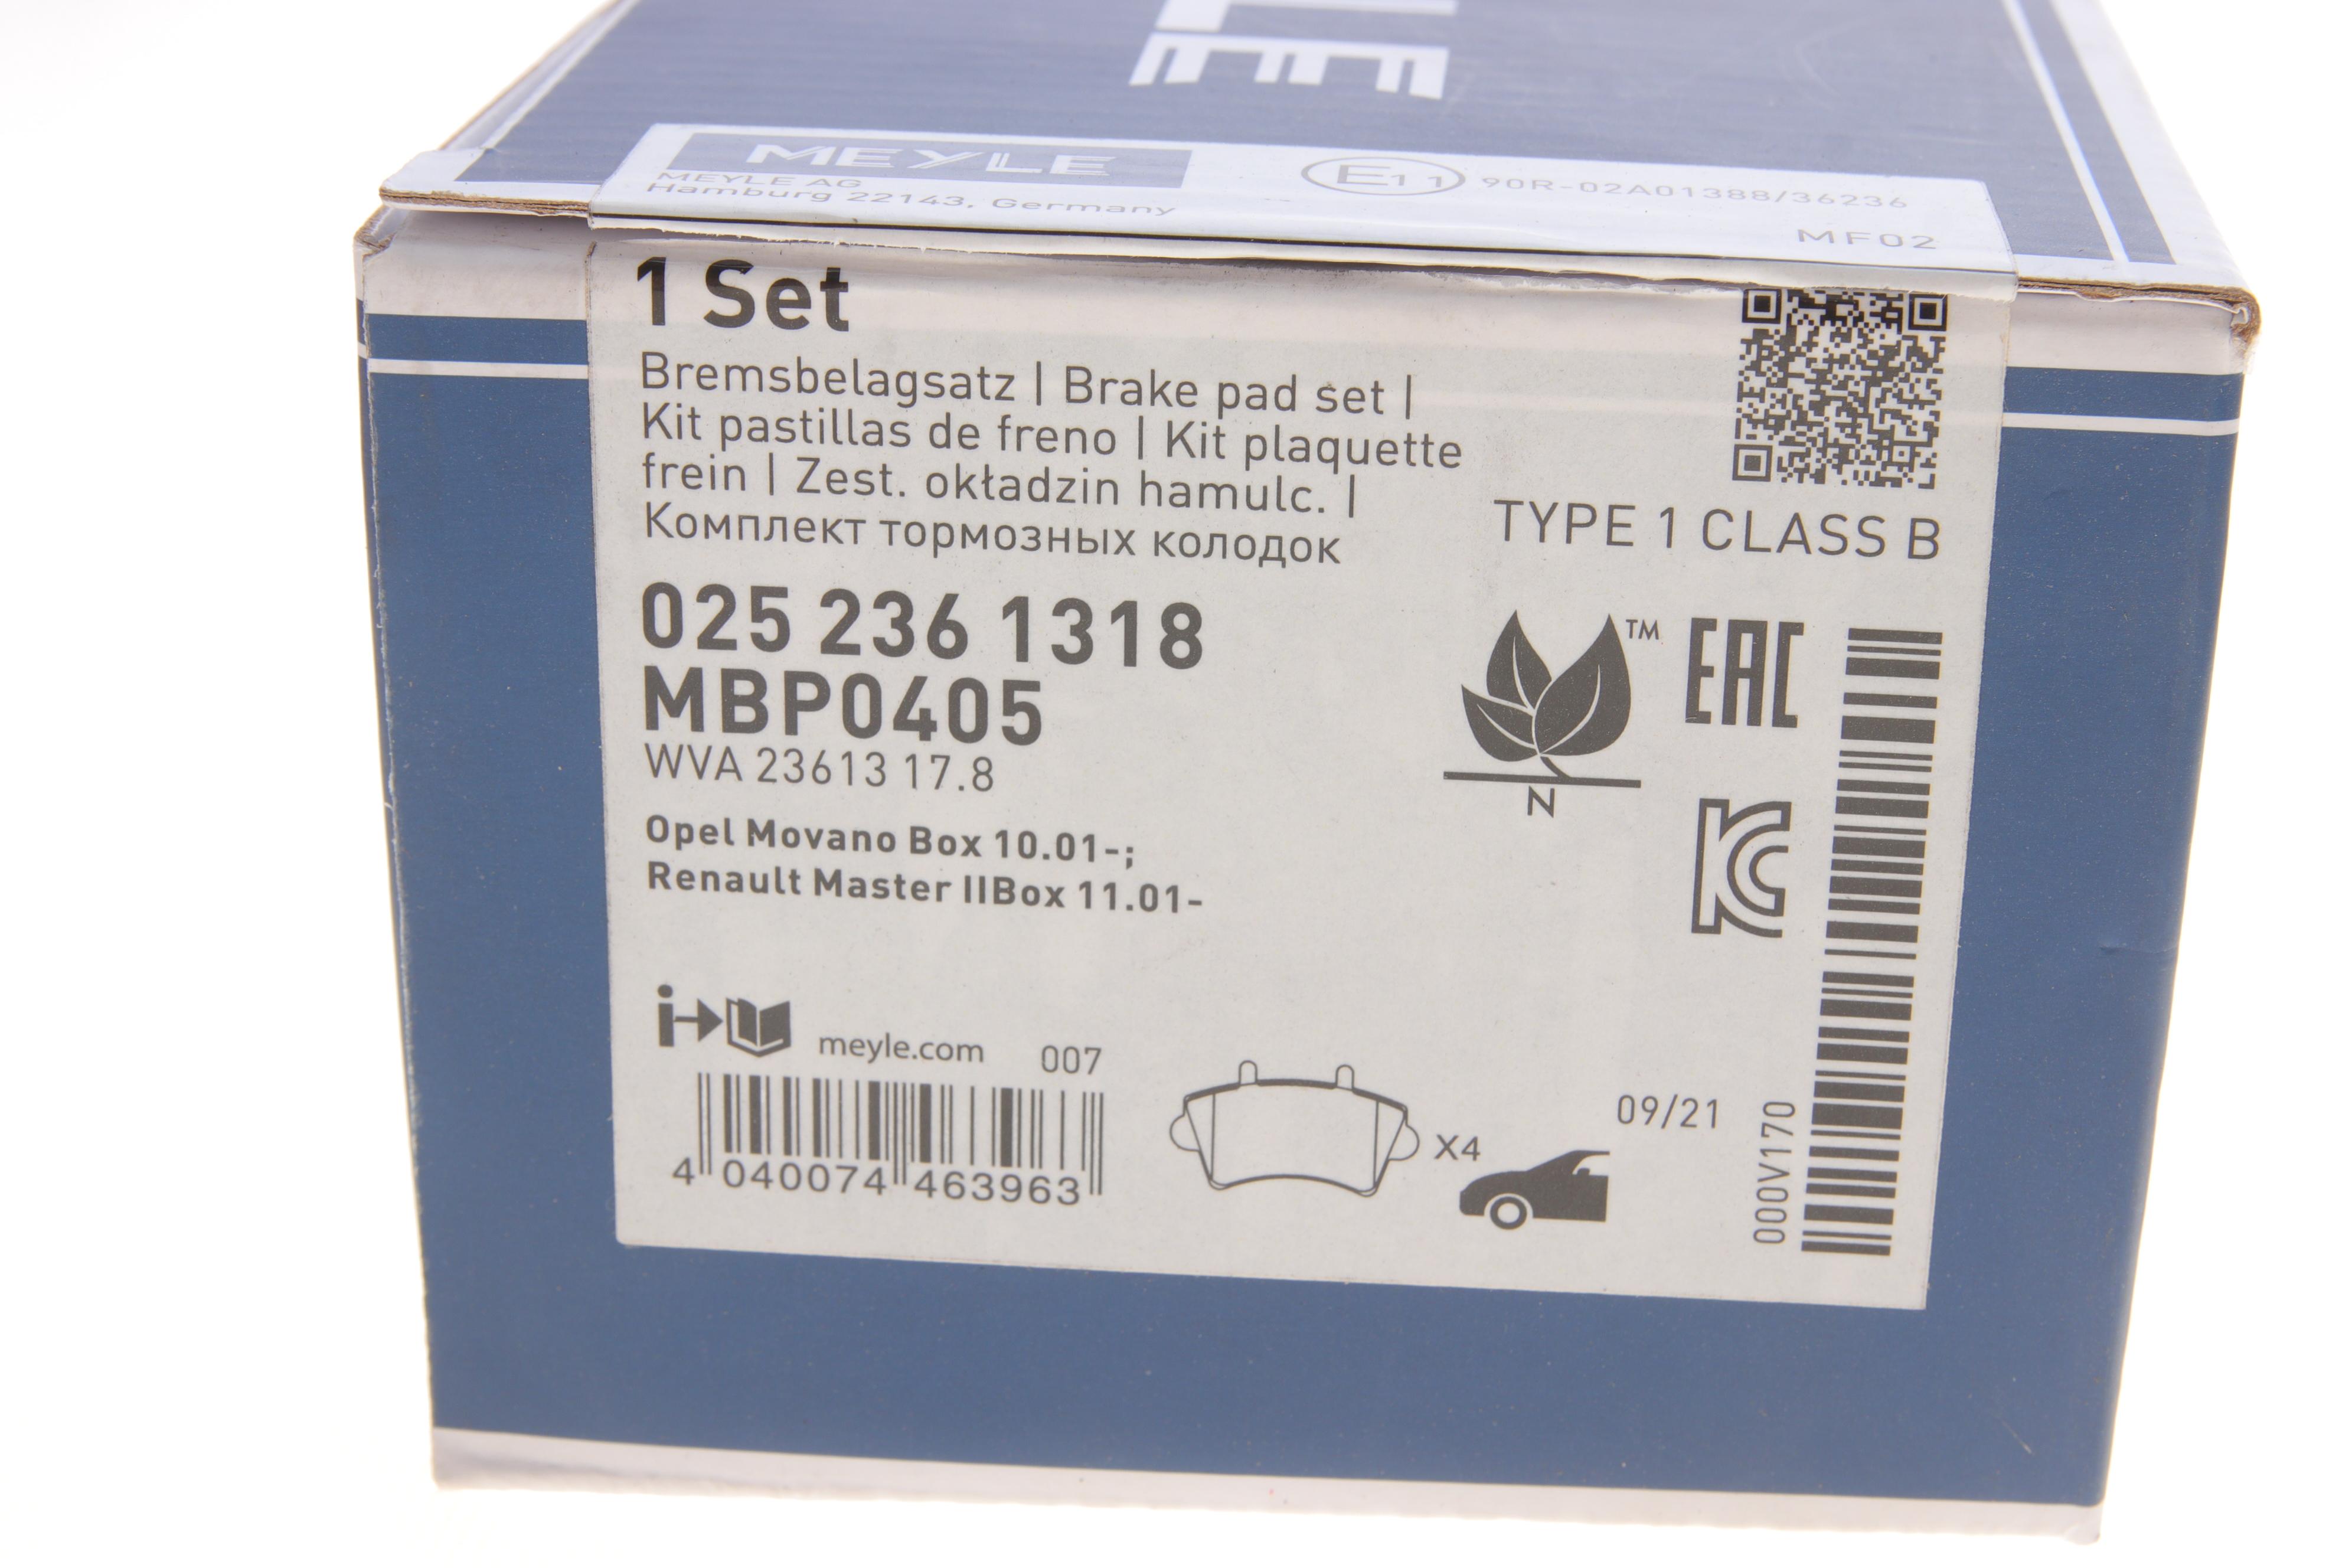 MEYLE
MEYLE AG
Hamburg 22143, Germany
E11 90R-02A01388/36236
MF02
1 Set
Bremsbelagsatz | Brake pad set |
Kit pastillas de freno | Kit plaquette
frein | Zest. okładzin hamulc. |
Комплект тормозных колодок
TYPE 1 CLASS B
025 236 1318
MBP0405
WVA 23613 17.8
TM
EAC
N
KC
Opel Movano Box 10.01-;
Renault Master IIBox 11.01-
i
meyle.com 007
4 040074 463963
X4
09/21
000V170